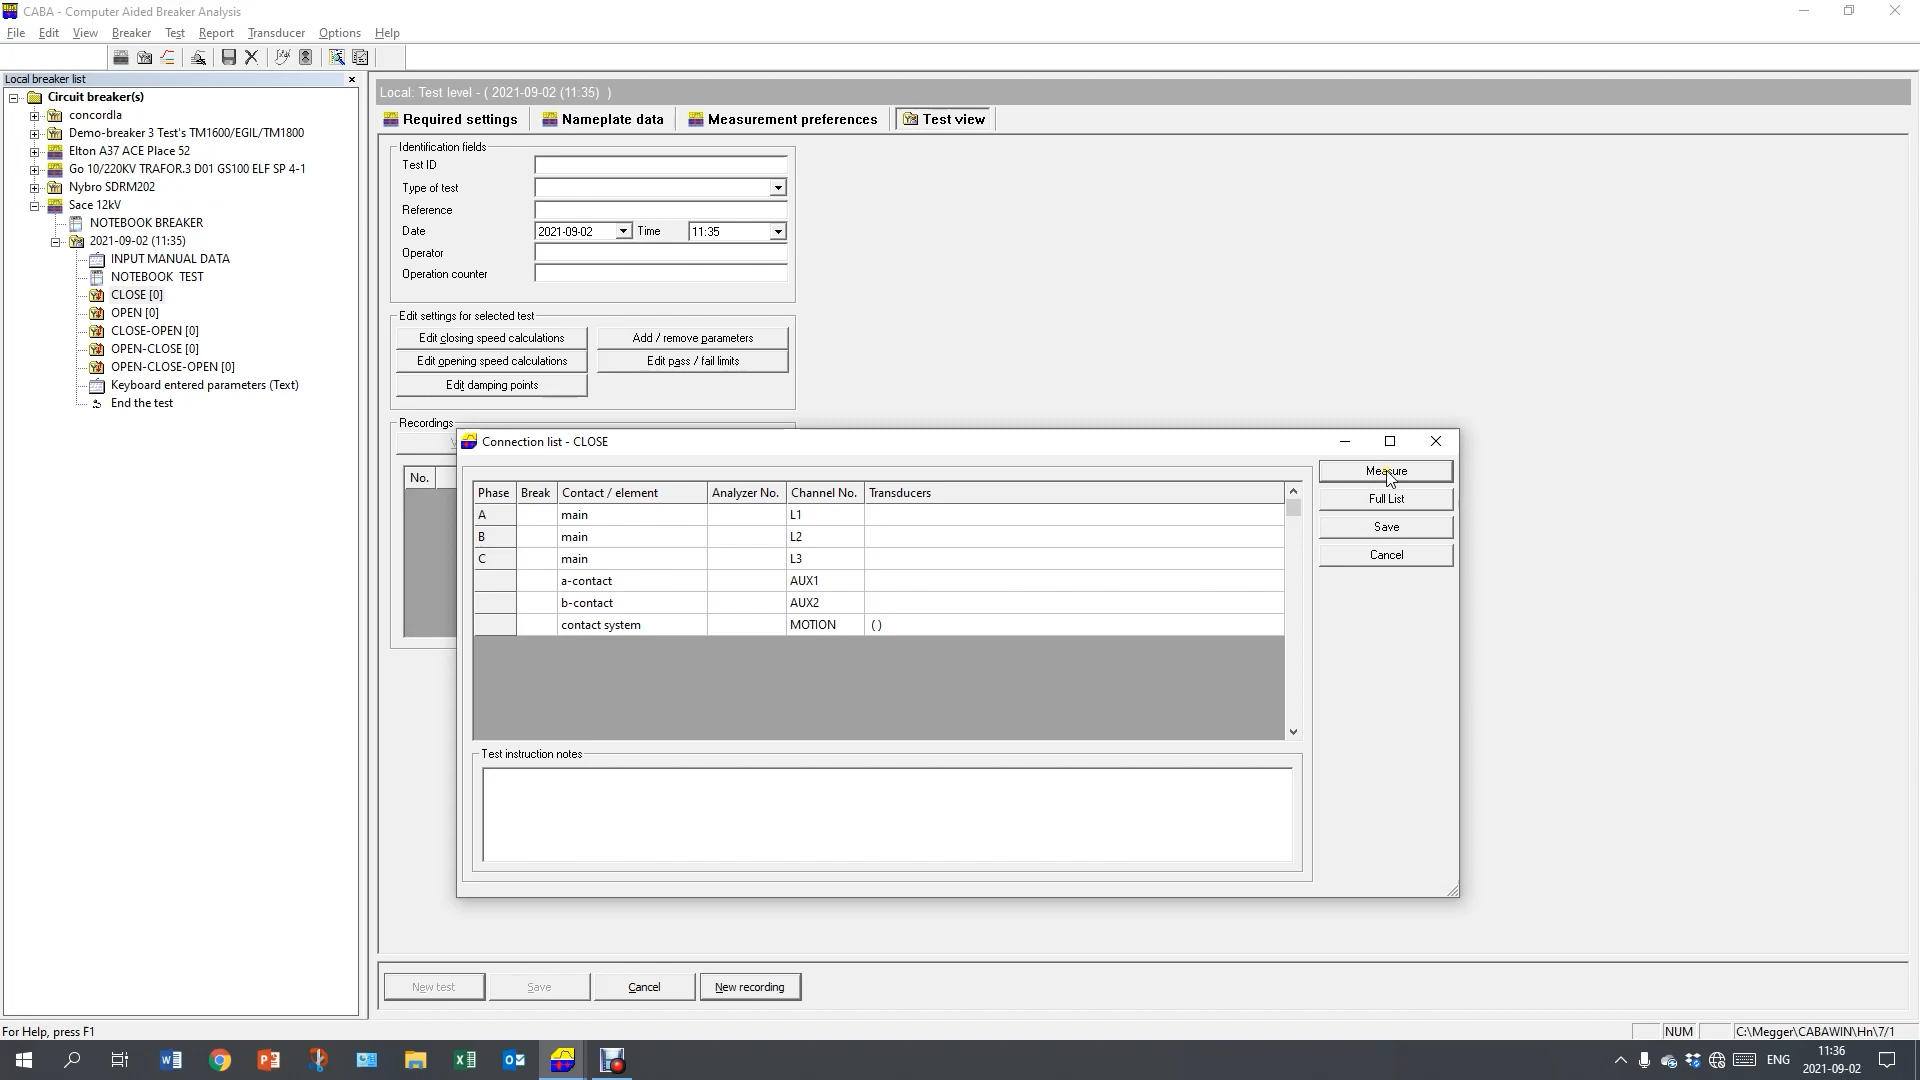 CABA - Computer Aided Breaker Analysis
File Edit View Breaker Test Report Transducer Options Help
Local breaker list
Circuit breaker(s)
concordla
Demo-breaker 3 Test's TM1600/EGIL/TM1800
Elton A37 ACE Place 52
Go 10/220KV TRAFOR.3 D01 GS100 ELF SP 4-1
Nybro SDRM202
Sace 12kV
NOTEBOOK BREAKER
2021-09-02 (11:35)
INPUT MANUAL DATA
NOTEBOOK TEST
CLOSE [0]
OPEN [0]
CLOSE-OPEN [0]
OPEN-CLOSE [0]
OPEN-CLOSE-OPEN [0]
Keyboard entered parameters (Text)
End the test
Local: Test level - ( 2021-09-02 (11:35) )
Required settings Nameplate data Measurement preferences Test view
Identification fields
Test ID
Type of test
Reference
Date 2021-09-02 Time 11:35
Operator
Operation counter
Edit settings for selected test
Edit closing speed calculations Add / remove parameters
Edit opening speed calculations Edit pass / fail limits
Edit damping points
Recordings
No.
Connection list - CLOSE
Phase Break Contact / element Analyzer No. Channel No. Transducers
A main L1
B main L2
C main L3
a-contact AUX1
b-contact AUX2
contact system MOTION ( )
Test instruction notes
Measure
Full List
Save
Cancel
New test Save Cancel New recording
For Help, press F1
NUM C:\Megger\CABAWIN\Hn\7/1
ENG 11:36
2021-09-02